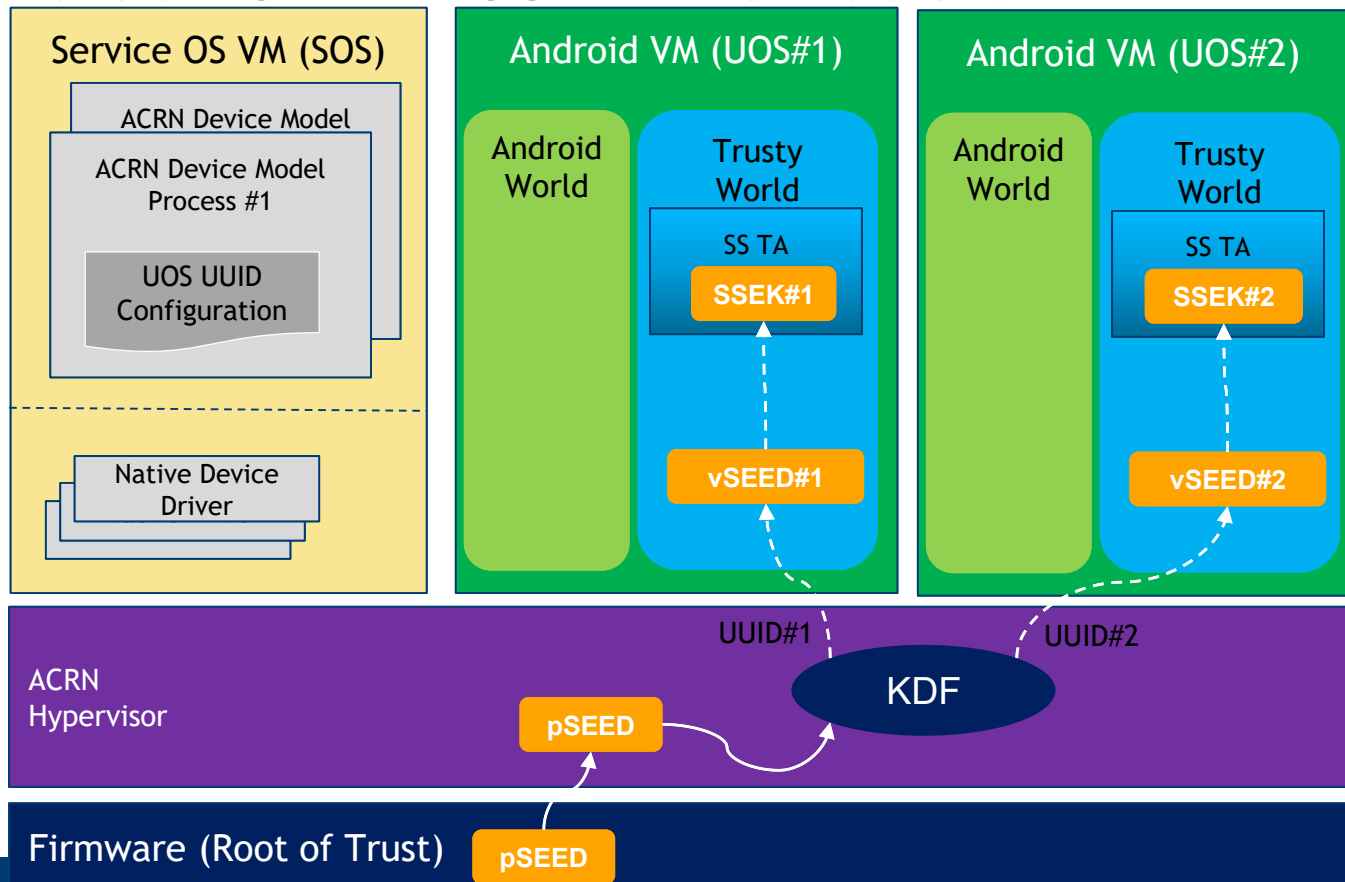 Service OS VM (SOS)
ACRN Device Model
ACRN Device Model
Process #1
UOS UUID
Configuration
Native Device
Driver
Android VM (UOS#1)
Android
World
Trusty
World
SS TA
SSEK#1
vSEED#1
Android VM (UOS#2)
Android
World
Trusty
World
SS TA
SSEK#2
vSEED#2
UUID#1
UUID#2
ACRN
Hypervisor
KDF
pSEED
Firmware (Root of Trust)
pSEED